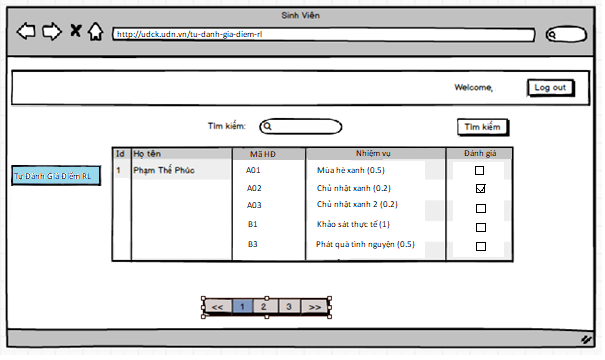 Sinh Viên
http://udck.udn.vn/tu-danh-gia-diem-rl
Welcome, Log out
Tìm kiếm: Tìm kiếm
Id Họ tên Mã HĐ Nhiệm vụ Đánh giá
1 Phạm Thế Phúc A01 Mùa hè xanh (0.5)
Tự Đánh Giá Điểm RL
A02 Chủ nhật xanh (0.2)
A03 Chủ nhật xanh 2 (0.2)
B1 Khảo sát thực tế (1)
B3 Phát quà tình nguyện (0.5)
<< 1 2 3 >>